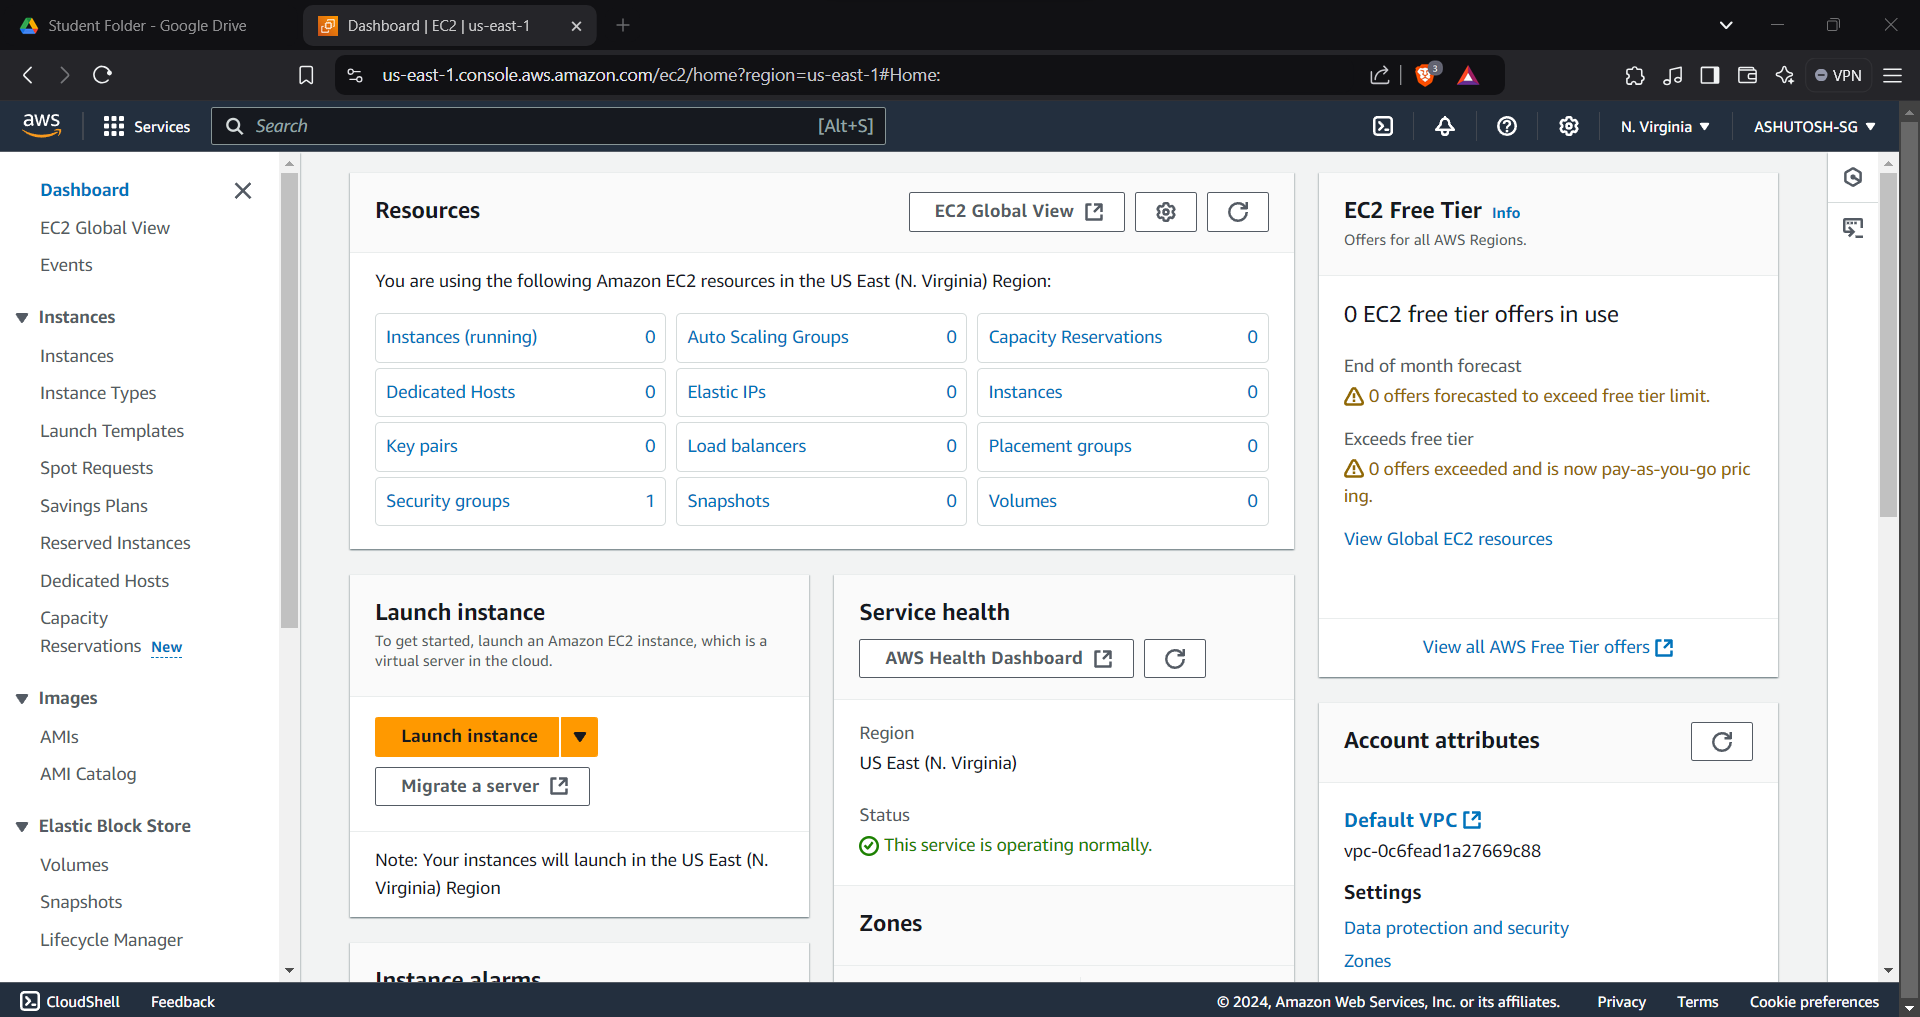 Student Folder - Google Drive
Dashboard | EC2 | us-east-1
us-east-1.console.aws.amazon.com/ec2/home?region=us-east-1#Home:
3
VPN
aws
Services
Search
[Alt+S]
N. Virginia
ASHUTOSH-SG
Dashboard
EC2 Global View
Events
Instances
Instances
Instance Types
Launch Templates
Spot Requests
Savings Plans
Reserved Instances
Dedicated Hosts
Capacity
Reservations New
Images
AMIs
AMI Catalog
Elastic Block Store
Volumes
Snapshots
Lifecycle Manager
Resources
EC2 Global View
You are using the following Amazon EC2 resources in the US East (N. Virginia) Region:
Instances (running) 0
Auto Scaling Groups 0
Capacity Reservations 0
Dedicated Hosts 0
Elastic IPs 0
Instances 0
Key pairs 0
Load balancers 0
Placement groups 0
Security groups 1
Snapshots 0
Volumes 0
Launch instance
To get started, launch an Amazon EC2 instance, which is a
virtual server in the cloud.
Launch instance
Migrate a server
Note: Your instances will launch in the US East (N.
Virginia) Region
Instance alarms
Service health
AWS Health Dashboard
Region
US East (N. Virginia)
Status
This service is operating normally.
Zones
EC2 Free Tier Info
Offers for all AWS Regions.
0 EC2 free tier offers in use
End of month forecast
0 offers forecasted to exceed free tier limit.
Exceeds free tier
0 offers exceeded and is now pay-as-you-go pric
ing.
View Global EC2 resources
View all AWS Free Tier offers
Account attributes
Default VPC
vpc-0c6fead1a27669c88
Settings
Data protection and security
Zones
CloudShell
Feedback
© 2024, Amazon Web Services, Inc. or its affiliates.
Privacy
Terms
Cookie preferences